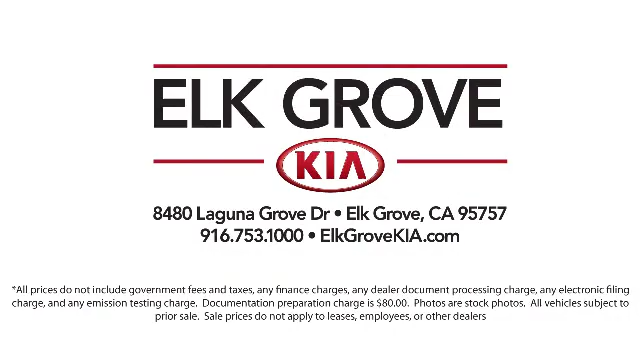 ELK GROVE
KIA
8480 Laguna Grove Dr • Elk Grove, CA 95757
916.753.1000 • ElkGroveKIA.com
*All prices do not include government fees and taxes, any finance charges, any dealer document processing charge, any electronic filing
charge, and any emission testing charge.  Documentation preparation charge is $80.00.  Photos are stock photos.  All vehicles subject to
prior sale.  Sale prices do not apply to leases, employees, or other dealers